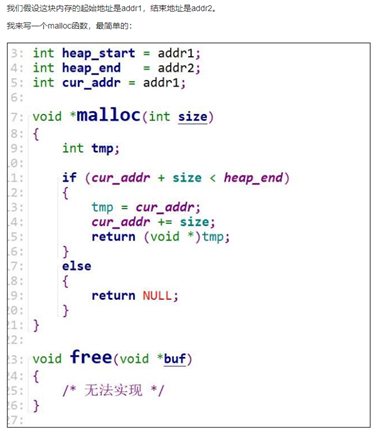 我们假设这块内存的起始地址是addr1，结束地址是addr2。
我来写一个malloc函数，最简单的：
3: int heap_start = addr1;
4: int heap_end   = addr2;
5: int cur_addr = addr1;
6:
7: void *malloc(int size)
8: {
9:     int tmp;
0:
1:     if (cur_addr + size < heap_end)
2:     {
3:         tmp = cur_addr;
4:         cur_addr += size;
5:         return (void *)tmp;
6:     }
7:     else
8:     {
9:         return NULL;
0:     }
1: }
2:
3: void free(void *buf)
4: {
5:     /* 无法实现 */
6: }
7: